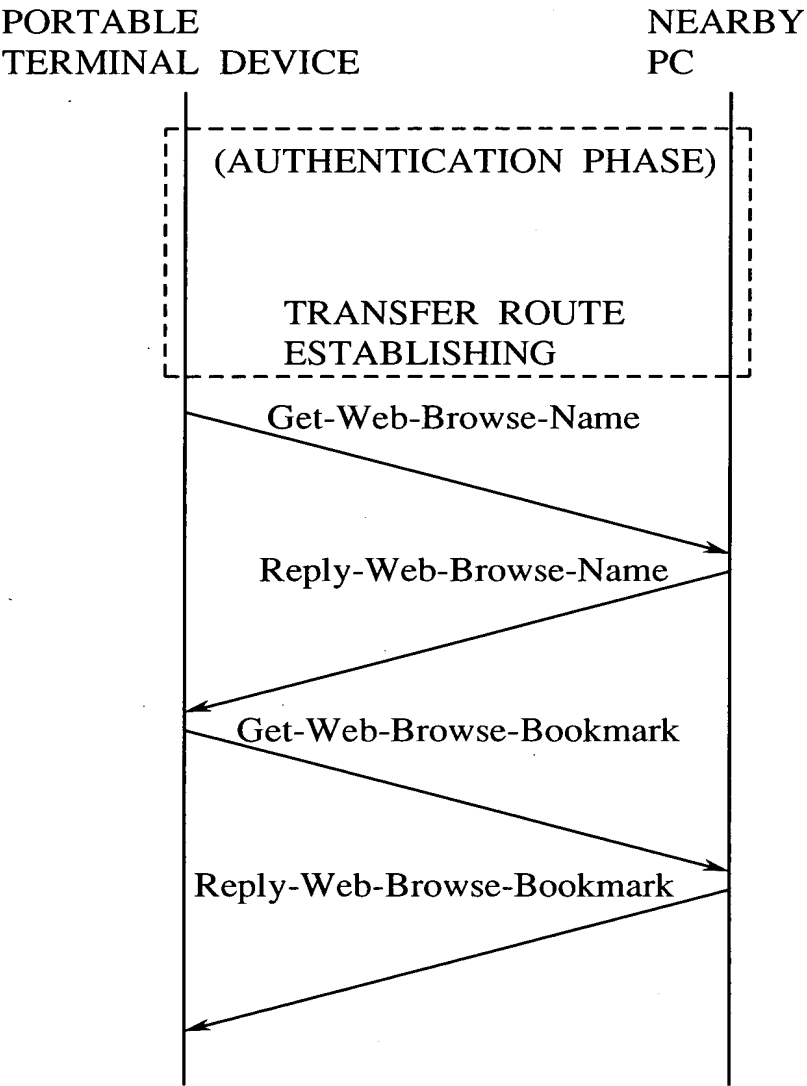 PORTABLE
TERMINAL DEVICE
NEARBY
PC
(AUTHENTICATION PHASE)
TRANSFER ROUTE
ESTABLISHING
Get-Web-Browse-Name
Reply-Web-Browse-Name
Get-Web-Browse-Bookmark
Reply-Web-Browse-Bookmark